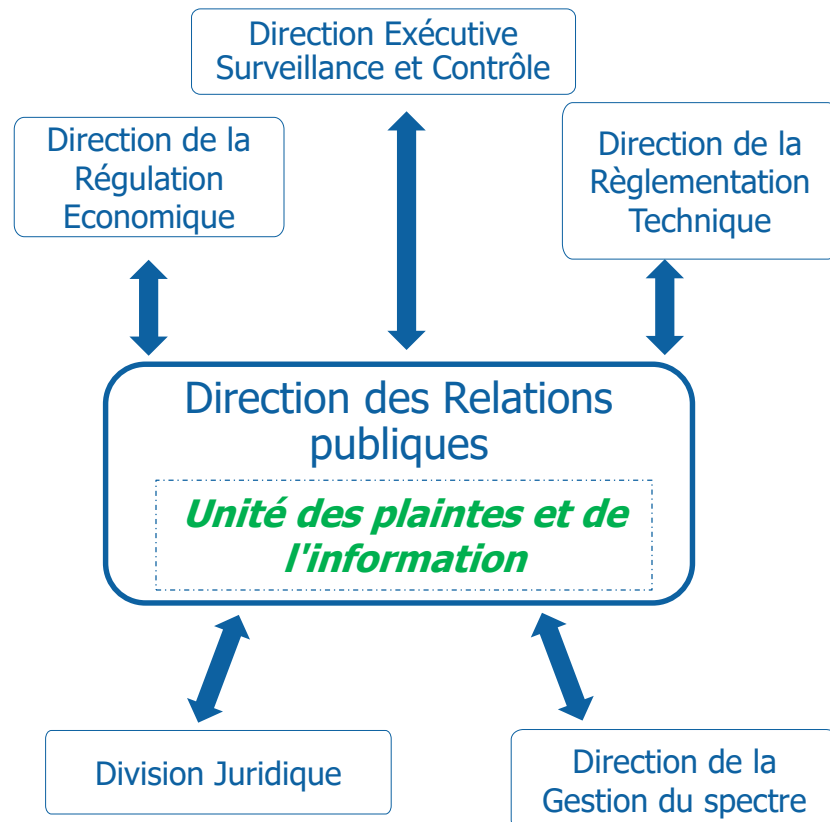 Direction Exécutive
Surveillance et Contrôle
Direction de la
Régulation
Economique
Direction de la
Règlementation
Technique
Direction des Relations
publiques
Unité des plaintes et de
l'information
Division Juridique
Direction de la
Gestion du spectre